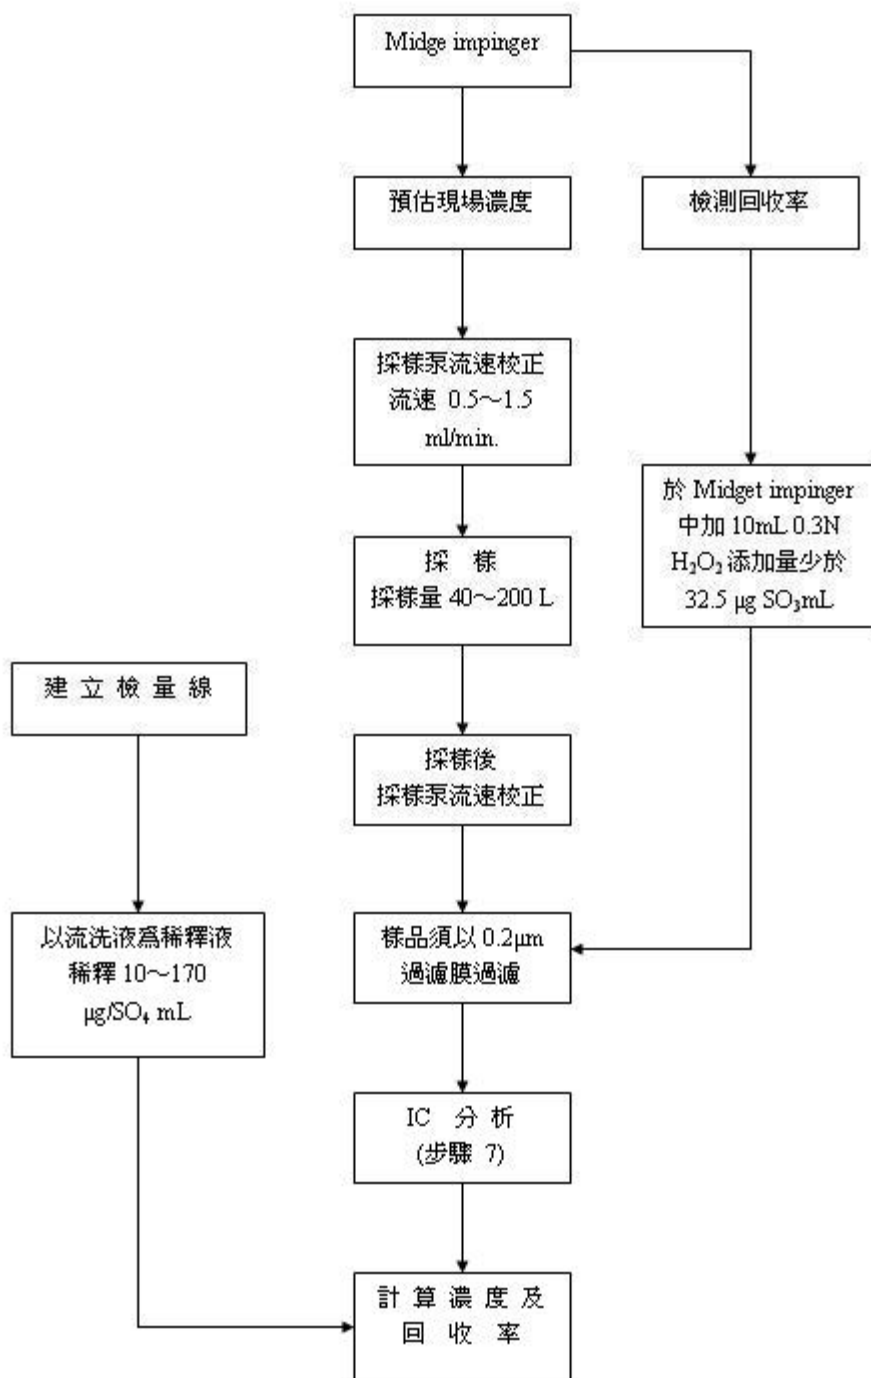 Midge impinger
預估現場濃度
檢測回收率
採樣泵流速校正
流速 0.5～1.5
ml/min.
於 Midget impinger
中加 10mL 0.3N
H₂O₂ 添加量少於
32.5 μg SO₃mL
採 樣
採樣量 40～200 L
建 立 檢 量 線
採樣後
採樣泵流速校正
以流洗液爲稀釋液
稀釋 10～170
μg/SO₄ mL
樣品須以 0.2μm
過濾膜過濾
IC 分 析
(步驟 7)
計 算 濃 度 及
回 收 率